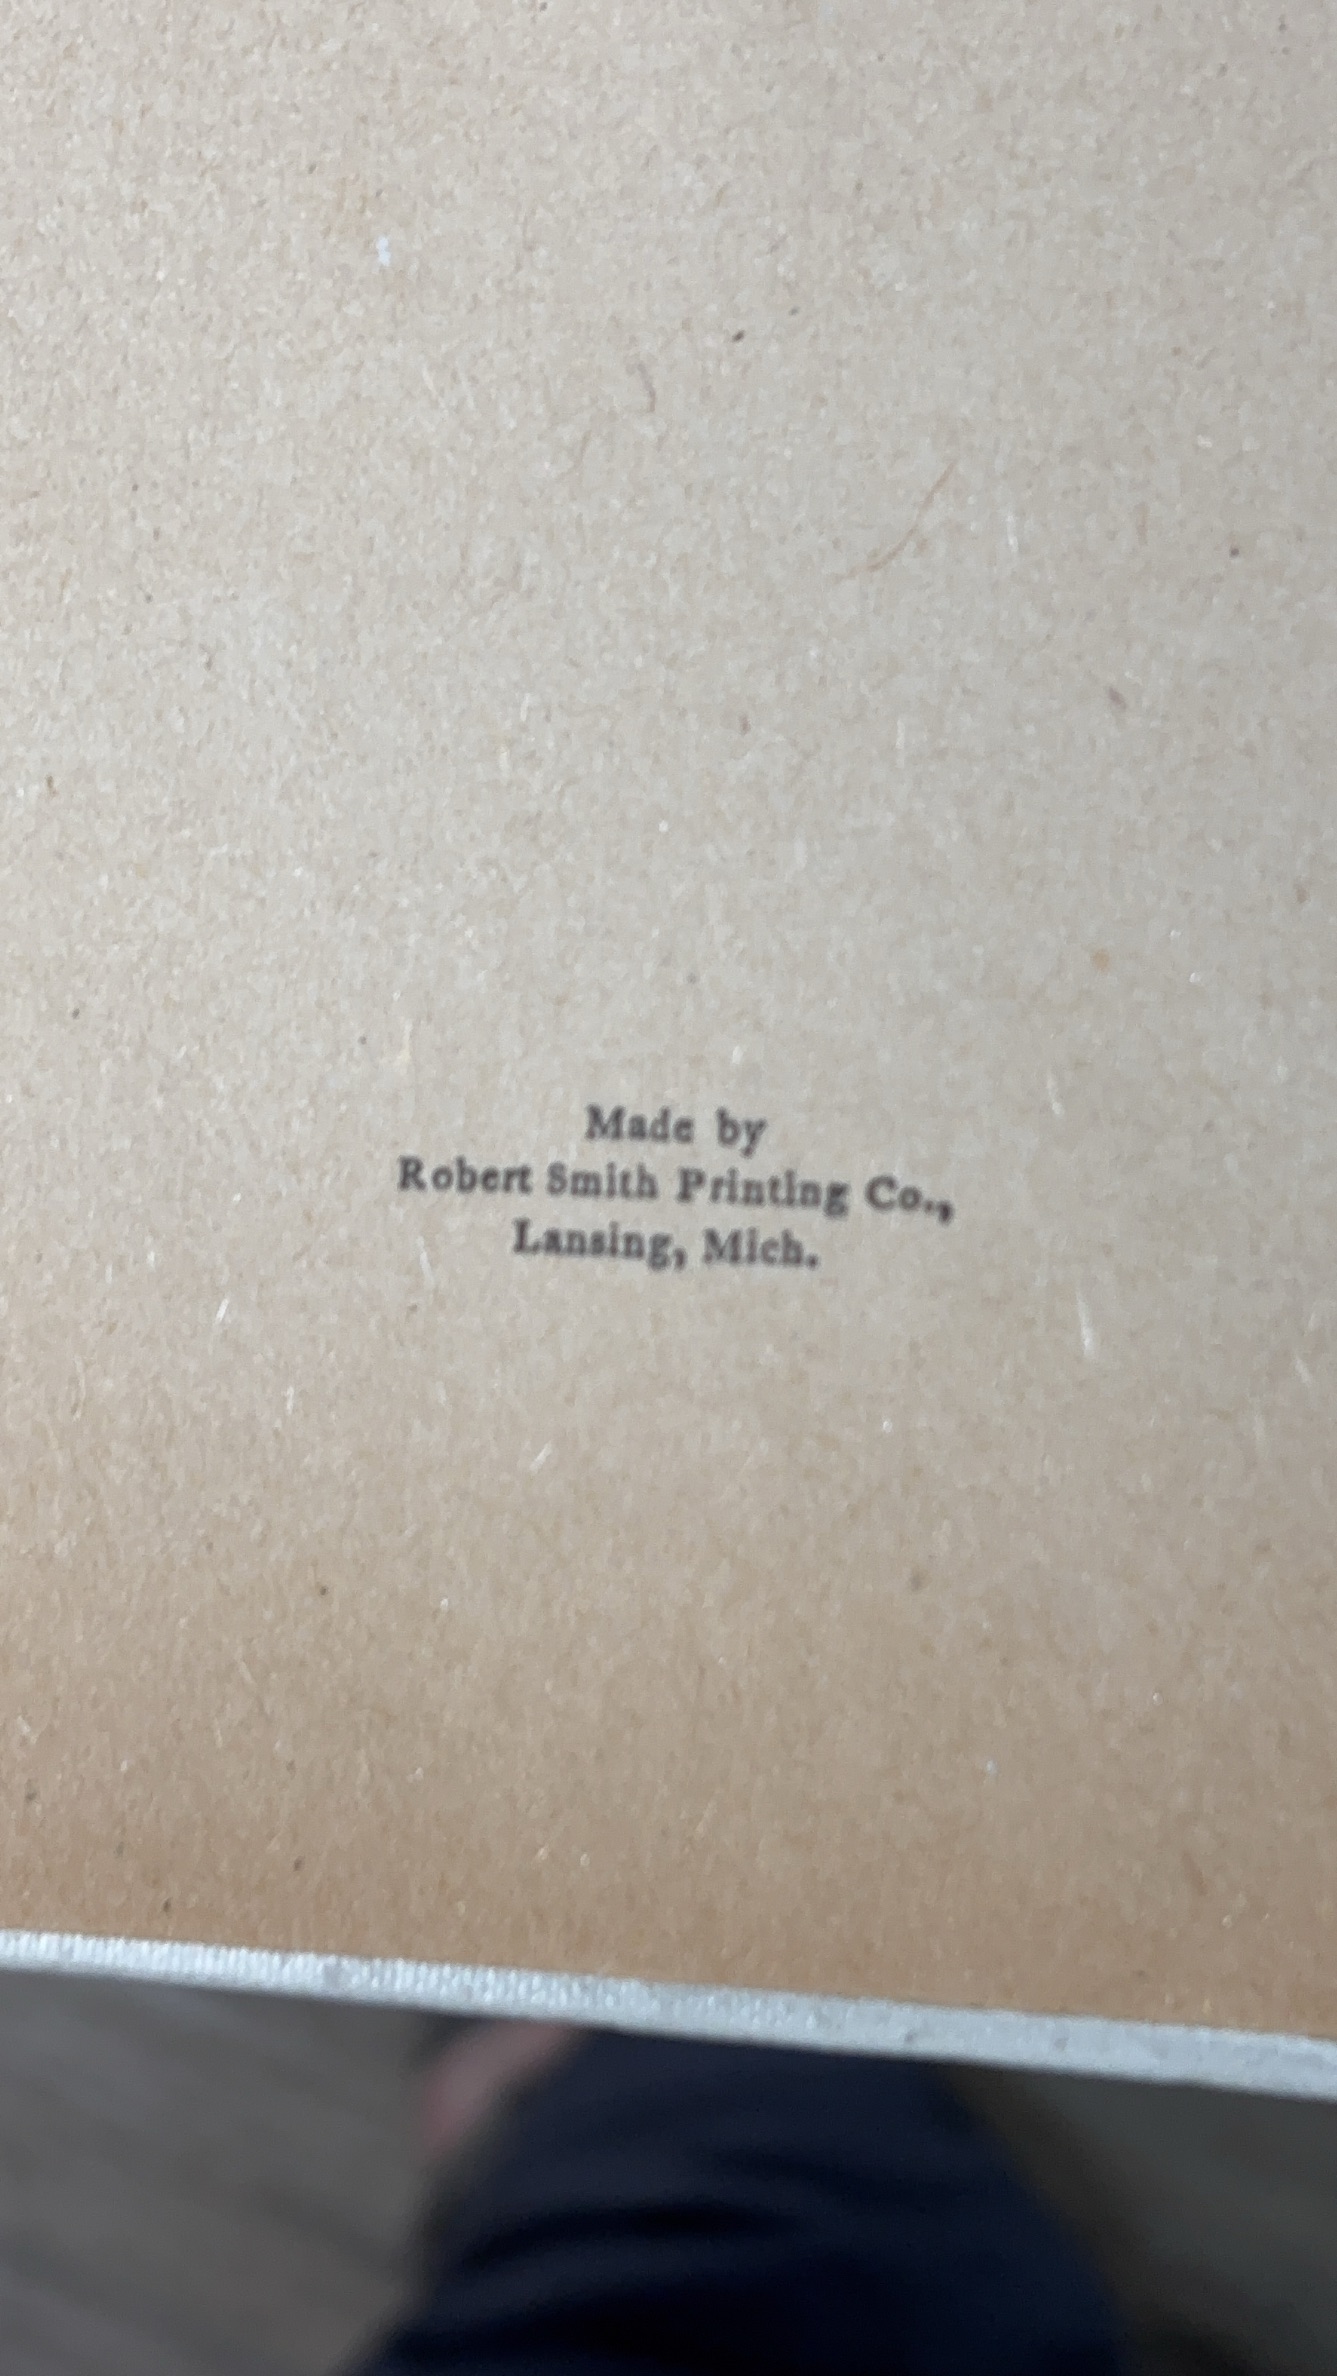 Made by
Robert Smith Printing Co.,
Lansing, Mich.